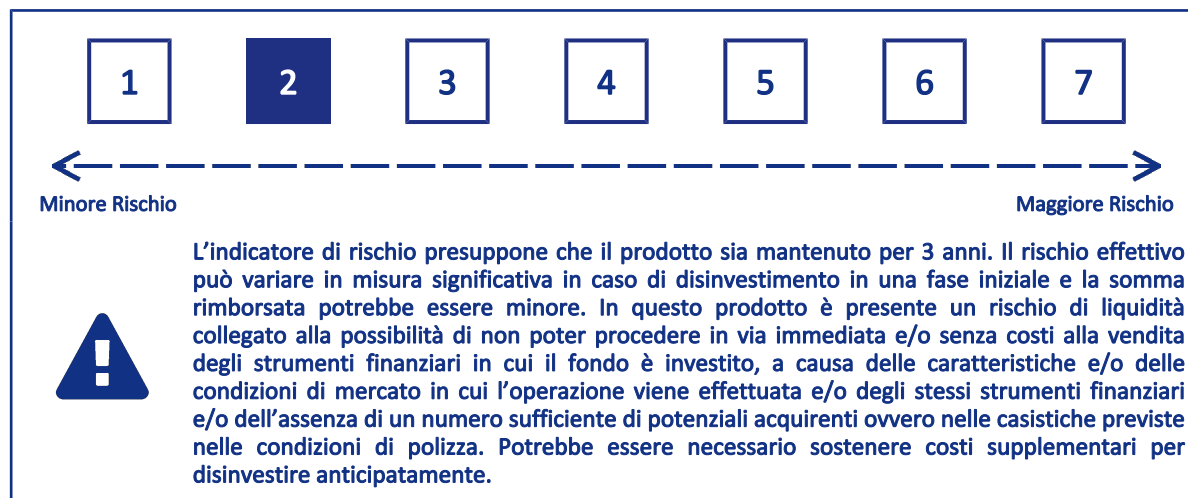 1 2 3 4 5 6 7
Minore Rischio Maggiore Rischio
L’indicatore di rischio presuppone che il prodotto sia mantenuto per 3 anni. Il rischio effettivo
può variare in misura significativa in caso di disinvestimento in una fase iniziale e la somma
rimborsata potrebbe essere minore. In questo prodotto è presente un rischio di liquidità
collegato alla possibilità di non poter procedere in via immediata e/o senza costi alla vendita
degli strumenti finanziari in cui il fondo è investito, a causa delle caratteristiche e/o delle
condizioni di mercato in cui l’operazione viene effettuata e/o degli stessi strumenti finanziari
e/o dell’assenza di un numero sufficiente di potenziali acquirenti ovvero nelle casistiche previste
nelle condizioni di polizza. Potrebbe essere necessario sostenere costi supplementari per
disinvestire anticipatamente.